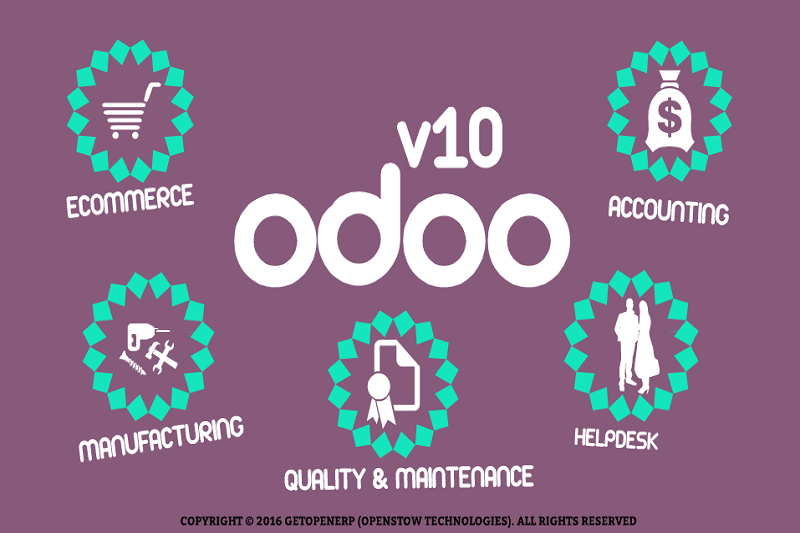 v10
odoo
ECOMMERCE
$
ACCOUNTING
MANUFACTURING
QUALITY & MAINTENANCE
HELPDESK
COPYRIGHT © 2016 GETOPENERP (OPENSTOW TECHNOLOGIES). ALL RIGHTS RESERVED